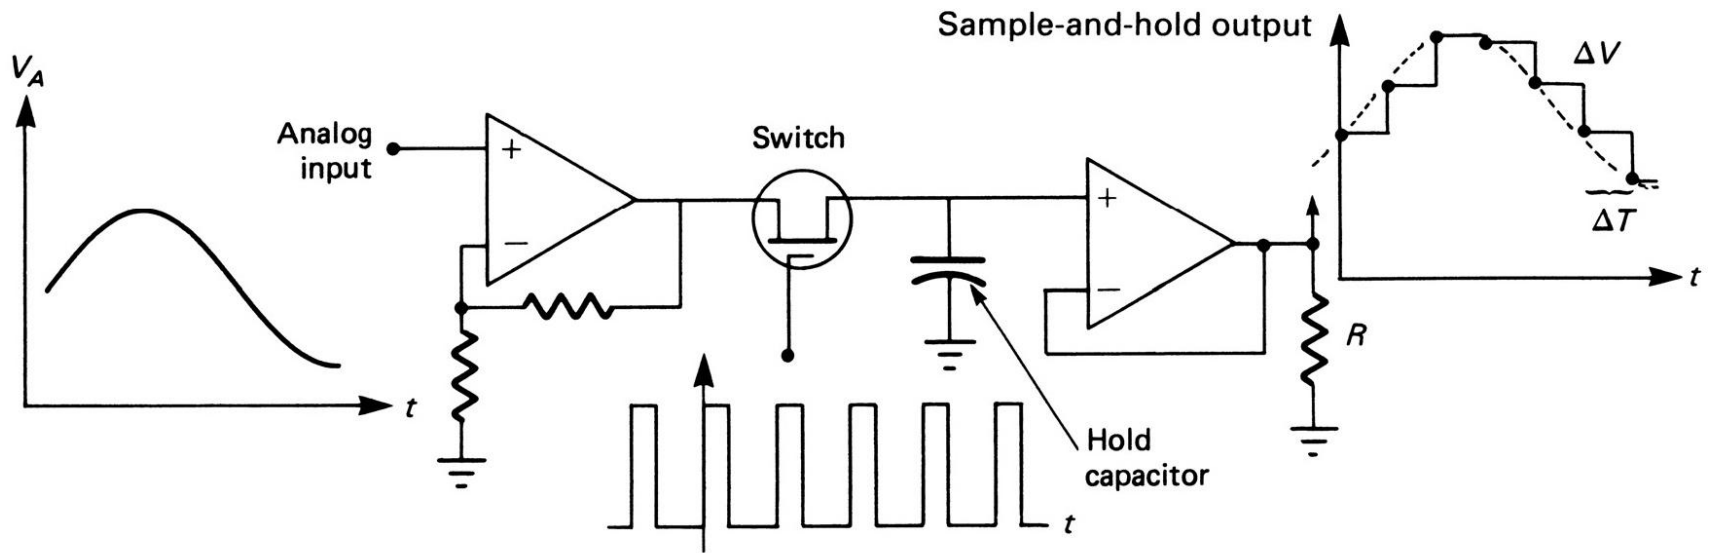 Sample-and-hold output
V_A
ΔV
Analog
input
Switch
+
−
+
−
ΔT
t
R
t
Hold
capacitor
t